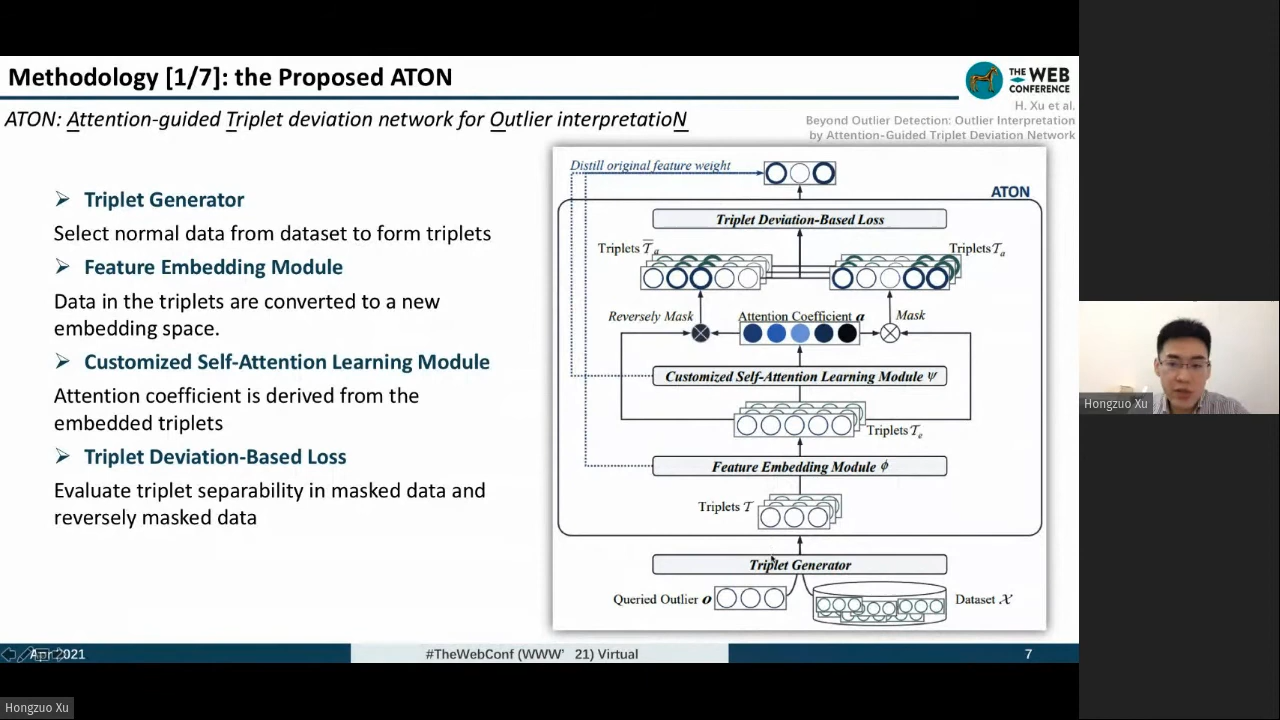 Methodology [1/7]: the Proposed ATON
THE WEB
CONFERENCE
ATON: Attention-guided Triplet deviation network for Outlier interpretatioN
H. Xu et al.
Beyond Outlier Detection: Outlier Interpretation
by Attention-Guided Triplet Deviation Network
➢ Triplet Generator
Select normal data from dataset to form triplets
➢ Feature Embedding Module
Data in the triplets are converted to a new
embedding space.
➢ Customized Self-Attention Learning Module
Attention coefficient is derived from the
embedded triplets
➢ Triplet Deviation-Based Loss
Evaluate triplet separability in masked data and
reversely masked data
Distill original feature weight
ATON
Triplet Deviation-Based Loss
Triplets T̅a
Triplets Ta
Reversely Mask
Attention Coefficient a
Mask
Customized Self-Attention Learning Module Ψ
Triplets Te
Feature Embedding Module ϕ
Triplets T
Triplet Generator
Queried Outlier o
Dataset X
Apr 2021
#TheWebConf (WWW' 21) Virtual
7
Hongzuo Xu
Hongzuo Xu